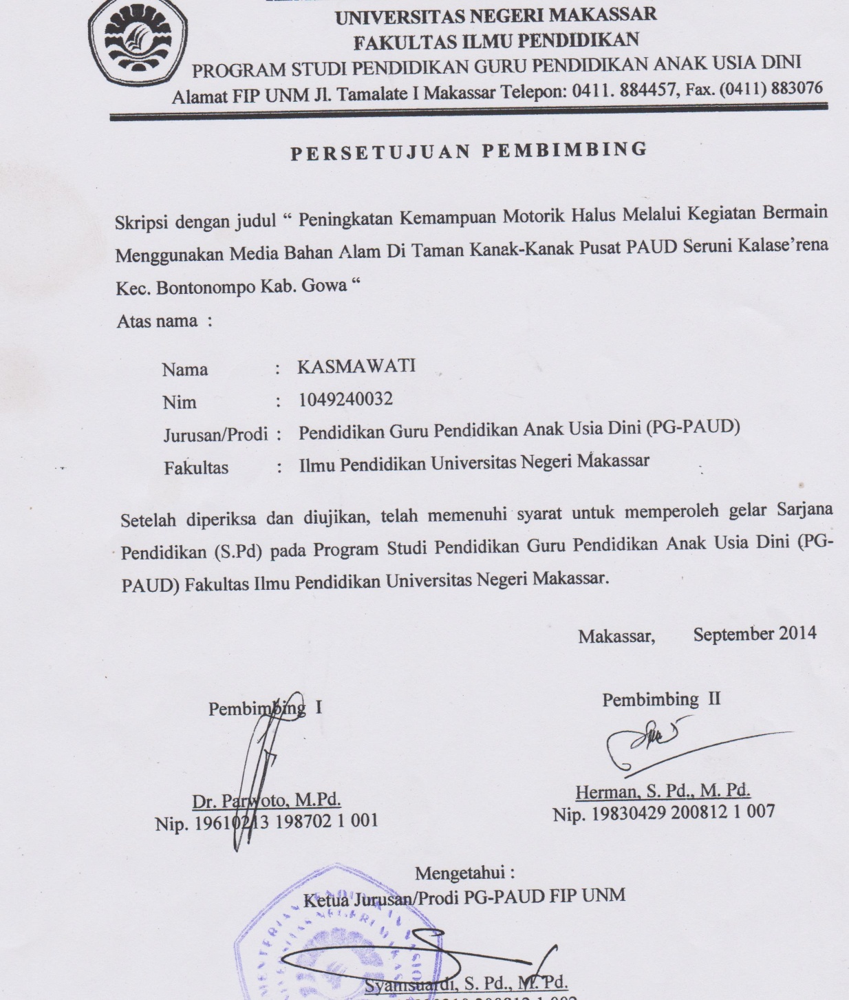 UNIVERSITAS NEGERI MAKASSAR
FAKULTAS ILMU PENDIDIKAN
PROGRAM STUDI PENDIDIKAN GURU PENDIDIKAN ANAK USIA DINI
Alamat FIP UNM Jl. Tamalate I Makassar Telepon: 0411. 884457, Fax. (0411) 883076
PERSETUJUAN PEMBIMBING
Skripsi dengan judul “ Peningkatan Kemampuan Motorik Halus Melalui Kegiatan Bermain
Menggunakan Media Bahan Alam Di Taman Kanak-Kanak Pusat PAUD Seruni Kalase’rena
Kec. Bontonompo Kab. Gowa “
Atas nama :
Nama : KASMAWATI
Nim : 1049240032
Jurusan/Prodi : Pendidikan Guru Pendidikan Anak Usia Dini (PG-PAUD)
Fakultas : Ilmu Pendidikan Universitas Negeri Makassar
Setelah diperiksa dan diujikan, telah memenuhi syarat untuk memperoleh gelar Sarjana
Pendidikan (S.Pd) pada Program Studi Pendidikan Guru Pendidikan Anak Usia Dini (PG-
PAUD) Fakultas Ilmu Pendidikan Universitas Negeri Makassar.
Makassar, September 2014
Pembimbing I Pembimbing II
Dr. Parwoto, M.Pd. Herman, S. Pd., M. Pd.
Nip. 19610213 198702 1 001 Nip. 19830429 200812 1 007
Mengetahui :
Ketua Jurusan/Prodi PG-PAUD FIP UNM
Syamsuardi, S. Pd., M. Pd.